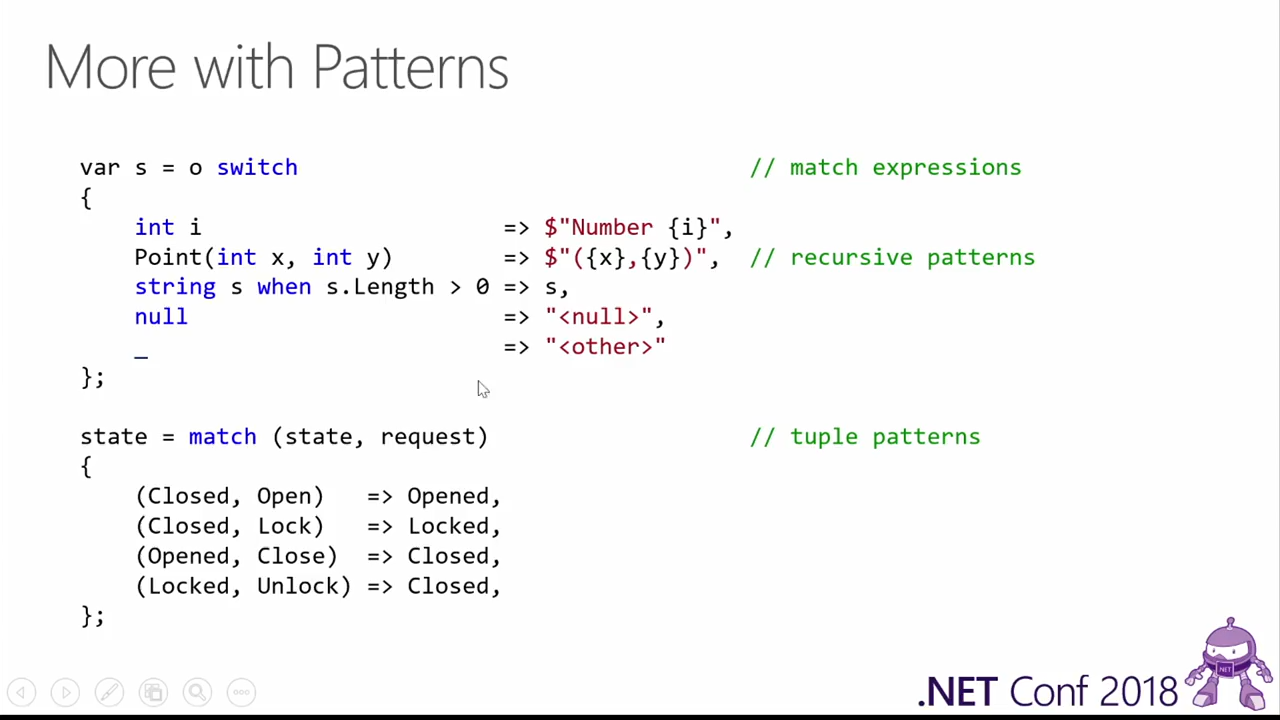 More with Patterns
var s = o switch // match expressions
{
int i => $"Number {i}",
Point(int x, int y) => $"({x},{y})", // recursive patterns
string s when s.Length > 0 => s,
null => "<null>",
_ => "<other>"
};
state = match (state, request) // tuple patterns
{
(Closed, Open) => Opened,
(Closed, Lock) => Locked,
(Opened, Close) => Closed,
(Locked, Unlock) => Closed,
};
.NET Conf 2018
.NET